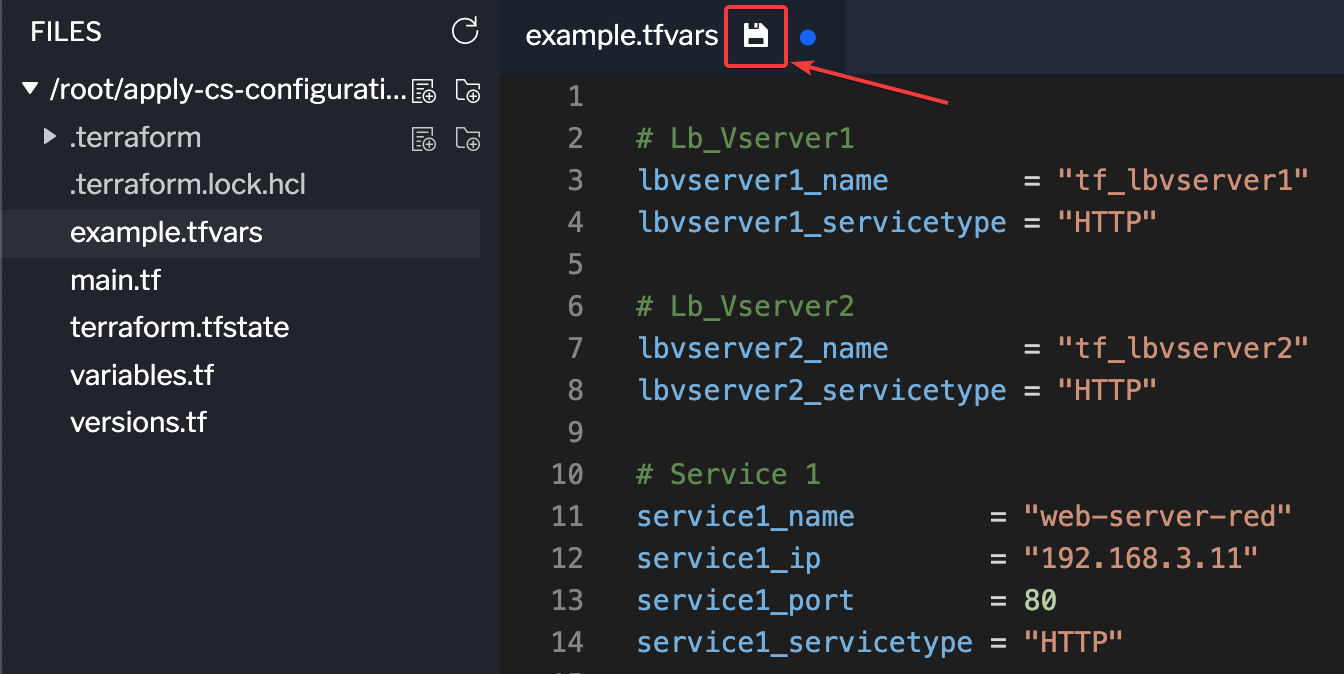 FILES
/root/apply-cs-configurati...
.terraform
.terraform.lock.hcl
example.tfvars
main.tf
terraform.tfstate
variables.tf
versions.tf
example.tfvars
1
2 # Lb_Vserver1
3 lbvserver1_name = "tf_lbvserver1"
4 lbvserver1_servicetype = "HTTP"
5
6 # Lb_Vserver2
7 lbvserver2_name = "tf_lbvserver2"
8 lbvserver2_servicetype = "HTTP"
9
10 # Service 1
11 service1_name = "web-server-red"
12 service1_ip = "192.168.3.11"
13 service1_port = 80
14 service1_servicetype = "HTTP"